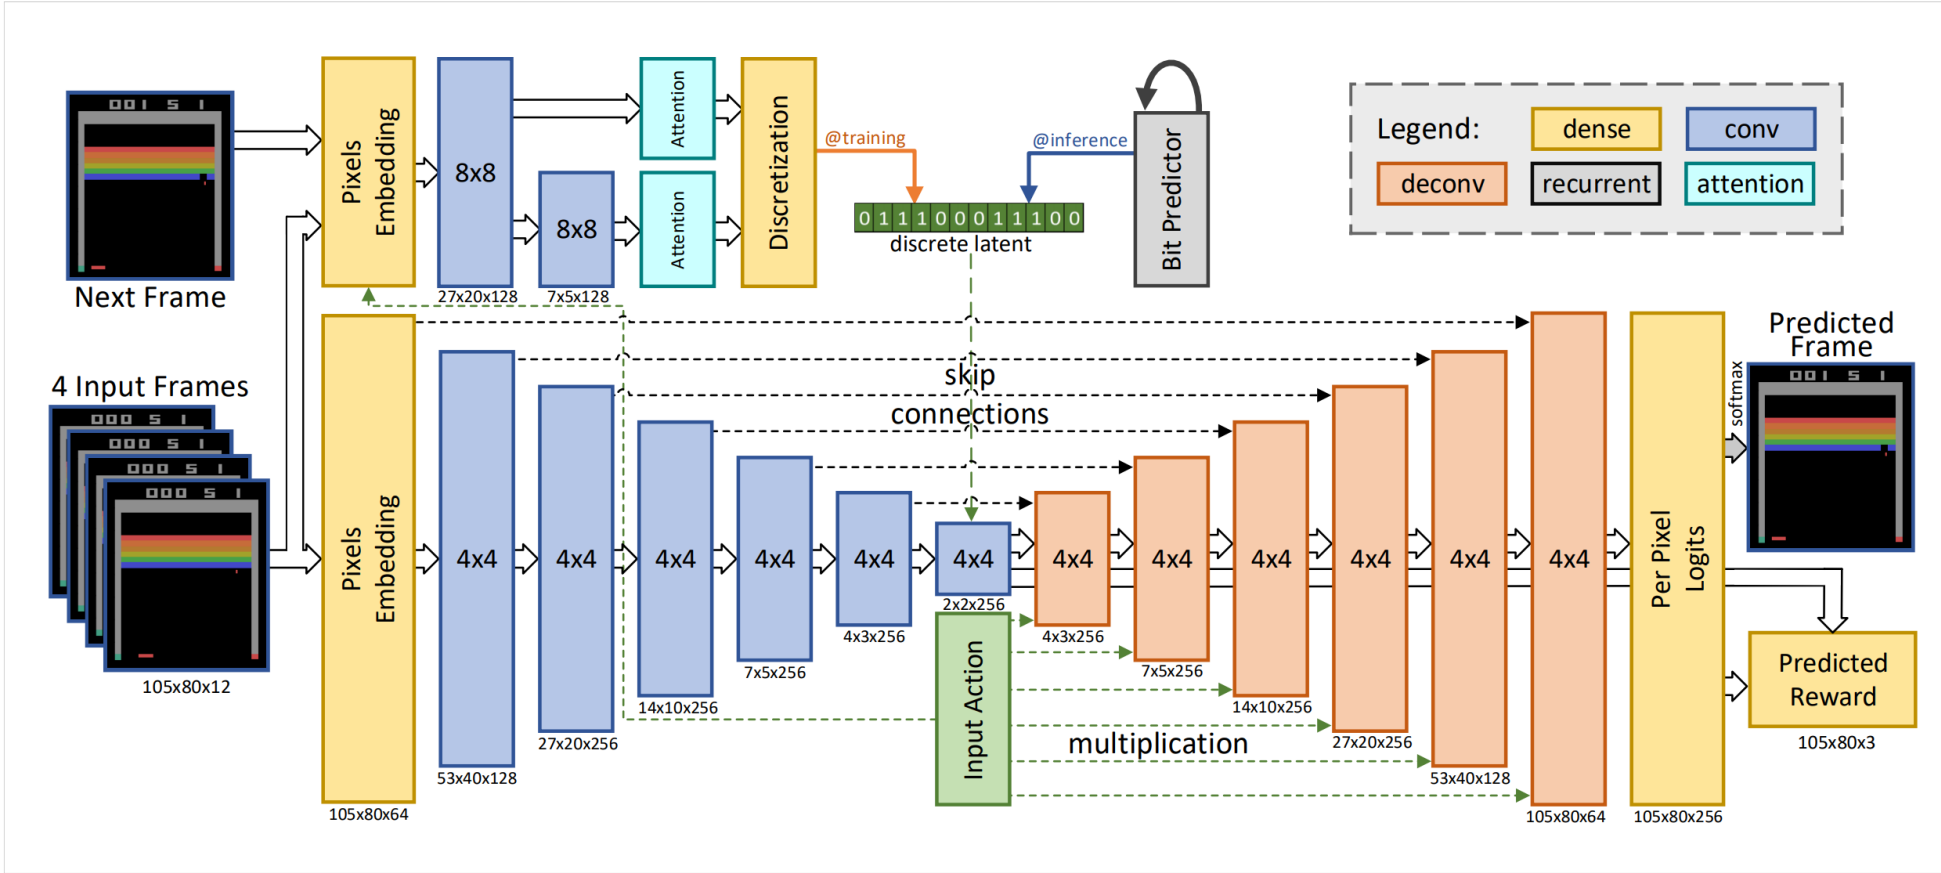 001 5 1
Next Frame
Pixels
Embedding
8x8
27x20x128
8x8
7x5x128
Attention
Attention
Discretization
@training
@inference
0 1 1 1 0 0 0 1 1 1 0 0
discrete latent
Bit Predictor
Legend:
dense
conv
deconv
recurrent
attention
4 Input Frames
000 5 1
000 5 1
000 5 1
000 5 1
105x80x12
Pixels
Embedding
105x80x64
4x4
53x40x128
4x4
27x20x256
4x4
14x10x256
4x4
7x5x256
4x4
4x3x256
4x4
2x2x256
skip
connections
Input Action
multiplication
4x4
4x3x256
4x4
7x5x256
4x4
14x10x256
4x4
27x20x256
4x4
53x40x128
4x4
105x80x64
Per Pixel
Logits
105x80x256
softmax
Predicted
Frame
001 5 1
Predicted
Reward
105x80x3